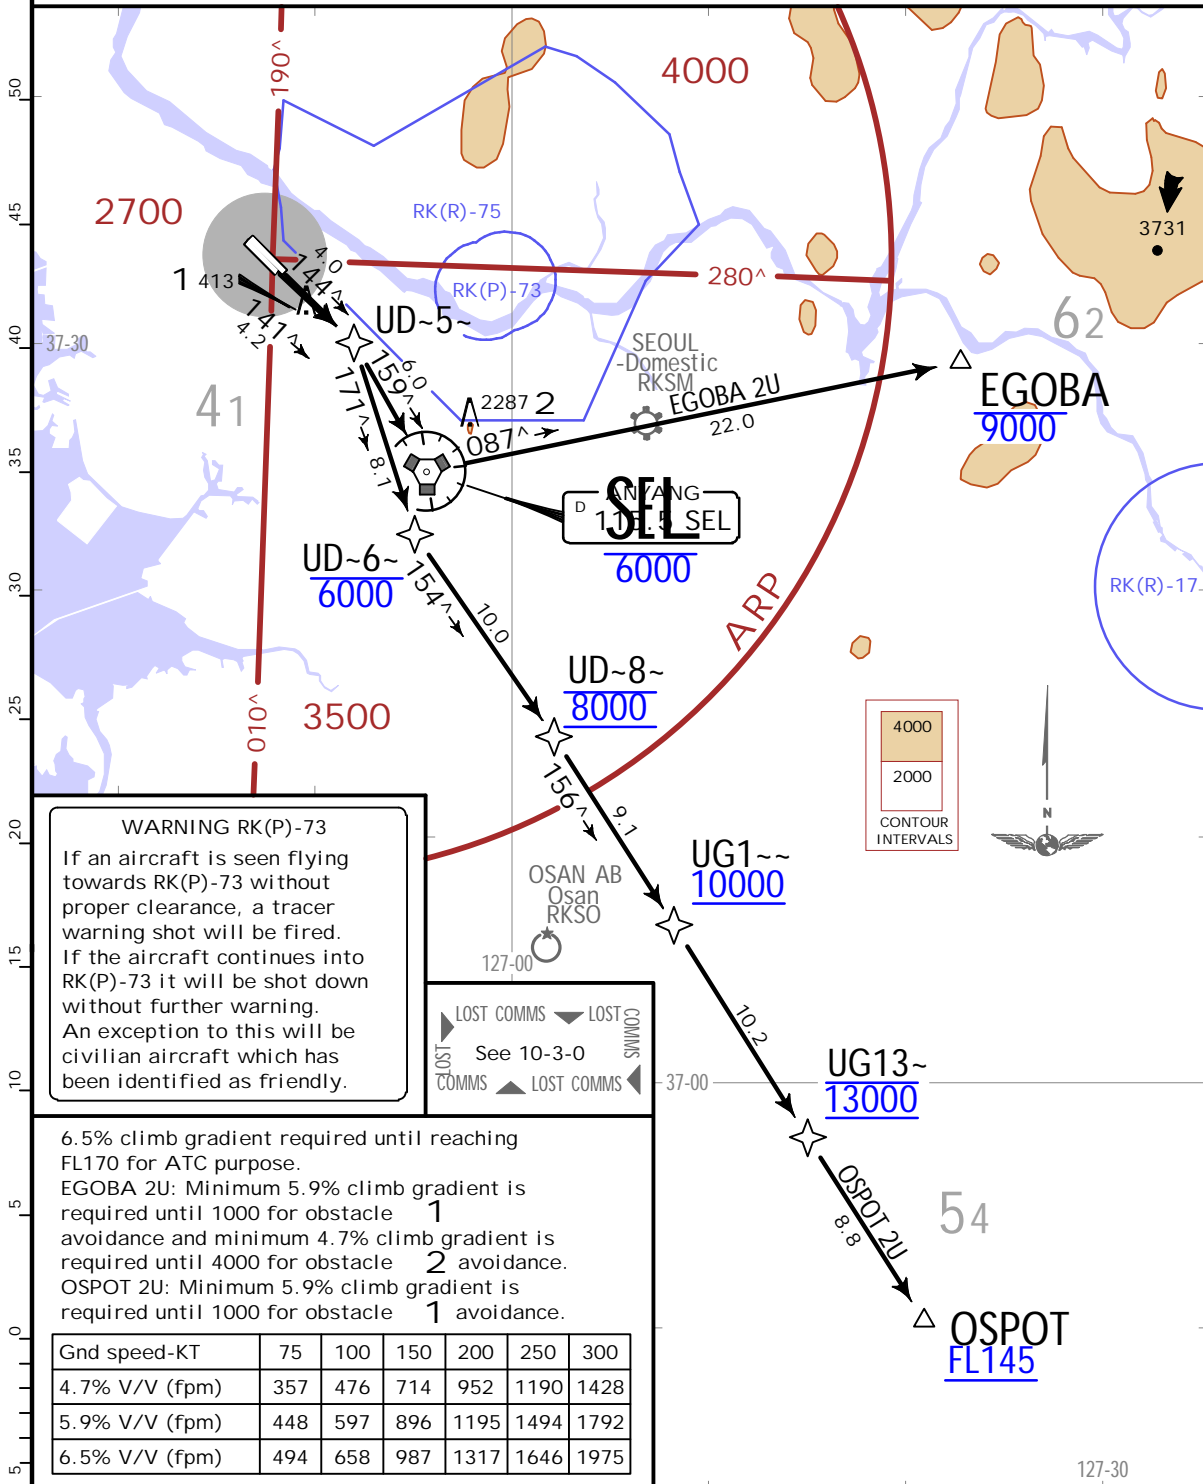 50
45
40
35
30
25
20
15
10
5
0
5
190^
4000
2700
RK(R)-75
3731
280^
RK(P)-73
4.0
144^
1 413
141^
4.2
37-30
UD~5~
62
SEOUL
-Domestic
RKSM
EGOBA 2U
22.0
EGOBA
9000
41
159^
6.0
171^
8.1
2287 2
087^
ANYANG
D 115.5 SEL
SEL
6000
UD~6~
6000
154^
10.0
ARP
RK(R)-17
UD~8~
8000
010^
3500
4000
2000
CONTOUR
INTERVALS
N
156^
9.1
UG1~~
10000
OSAN AB
Osan
RKSO
127-00
WARNING RK(P)-73
If an aircraft is seen flying
towards RK(P)-73 without
proper clearance, a tracer
warning shot will be fired.
If the aircraft continues into
RK(P)-73 it will be shot down
without further warning.
An exception to this will be
civilian aircraft which has
been identified as friendly.
LOST COMMS LOST COMMS
See 10-3-0
LOST COMMS LOST COMMS
37-00
10.2
UG13~
13000
OSPOT 2U
8.8
54
OSPOT
FL145
127-30
6.5% climb gradient required until reaching
FL170 for ATC purpose.
EGOBA 2U: Minimum 5.9% climb gradient is
required until 1000 for obstacle 1
avoidance and minimum 4.7% climb gradient is
required until 4000 for obstacle 2 avoidance.
OSPOT 2U: Minimum 5.9% climb gradient is
required until 1000 for obstacle 1 avoidance.
Gnd speed-KT 75 100 150 200 250 300
4.7% V/V (fpm) 357 476 714 952 1190 1428
5.9% V/V (fpm) 448 597 896 1195 1494 1792
6.5% V/V (fpm) 494 658 987 1317 1646 1975